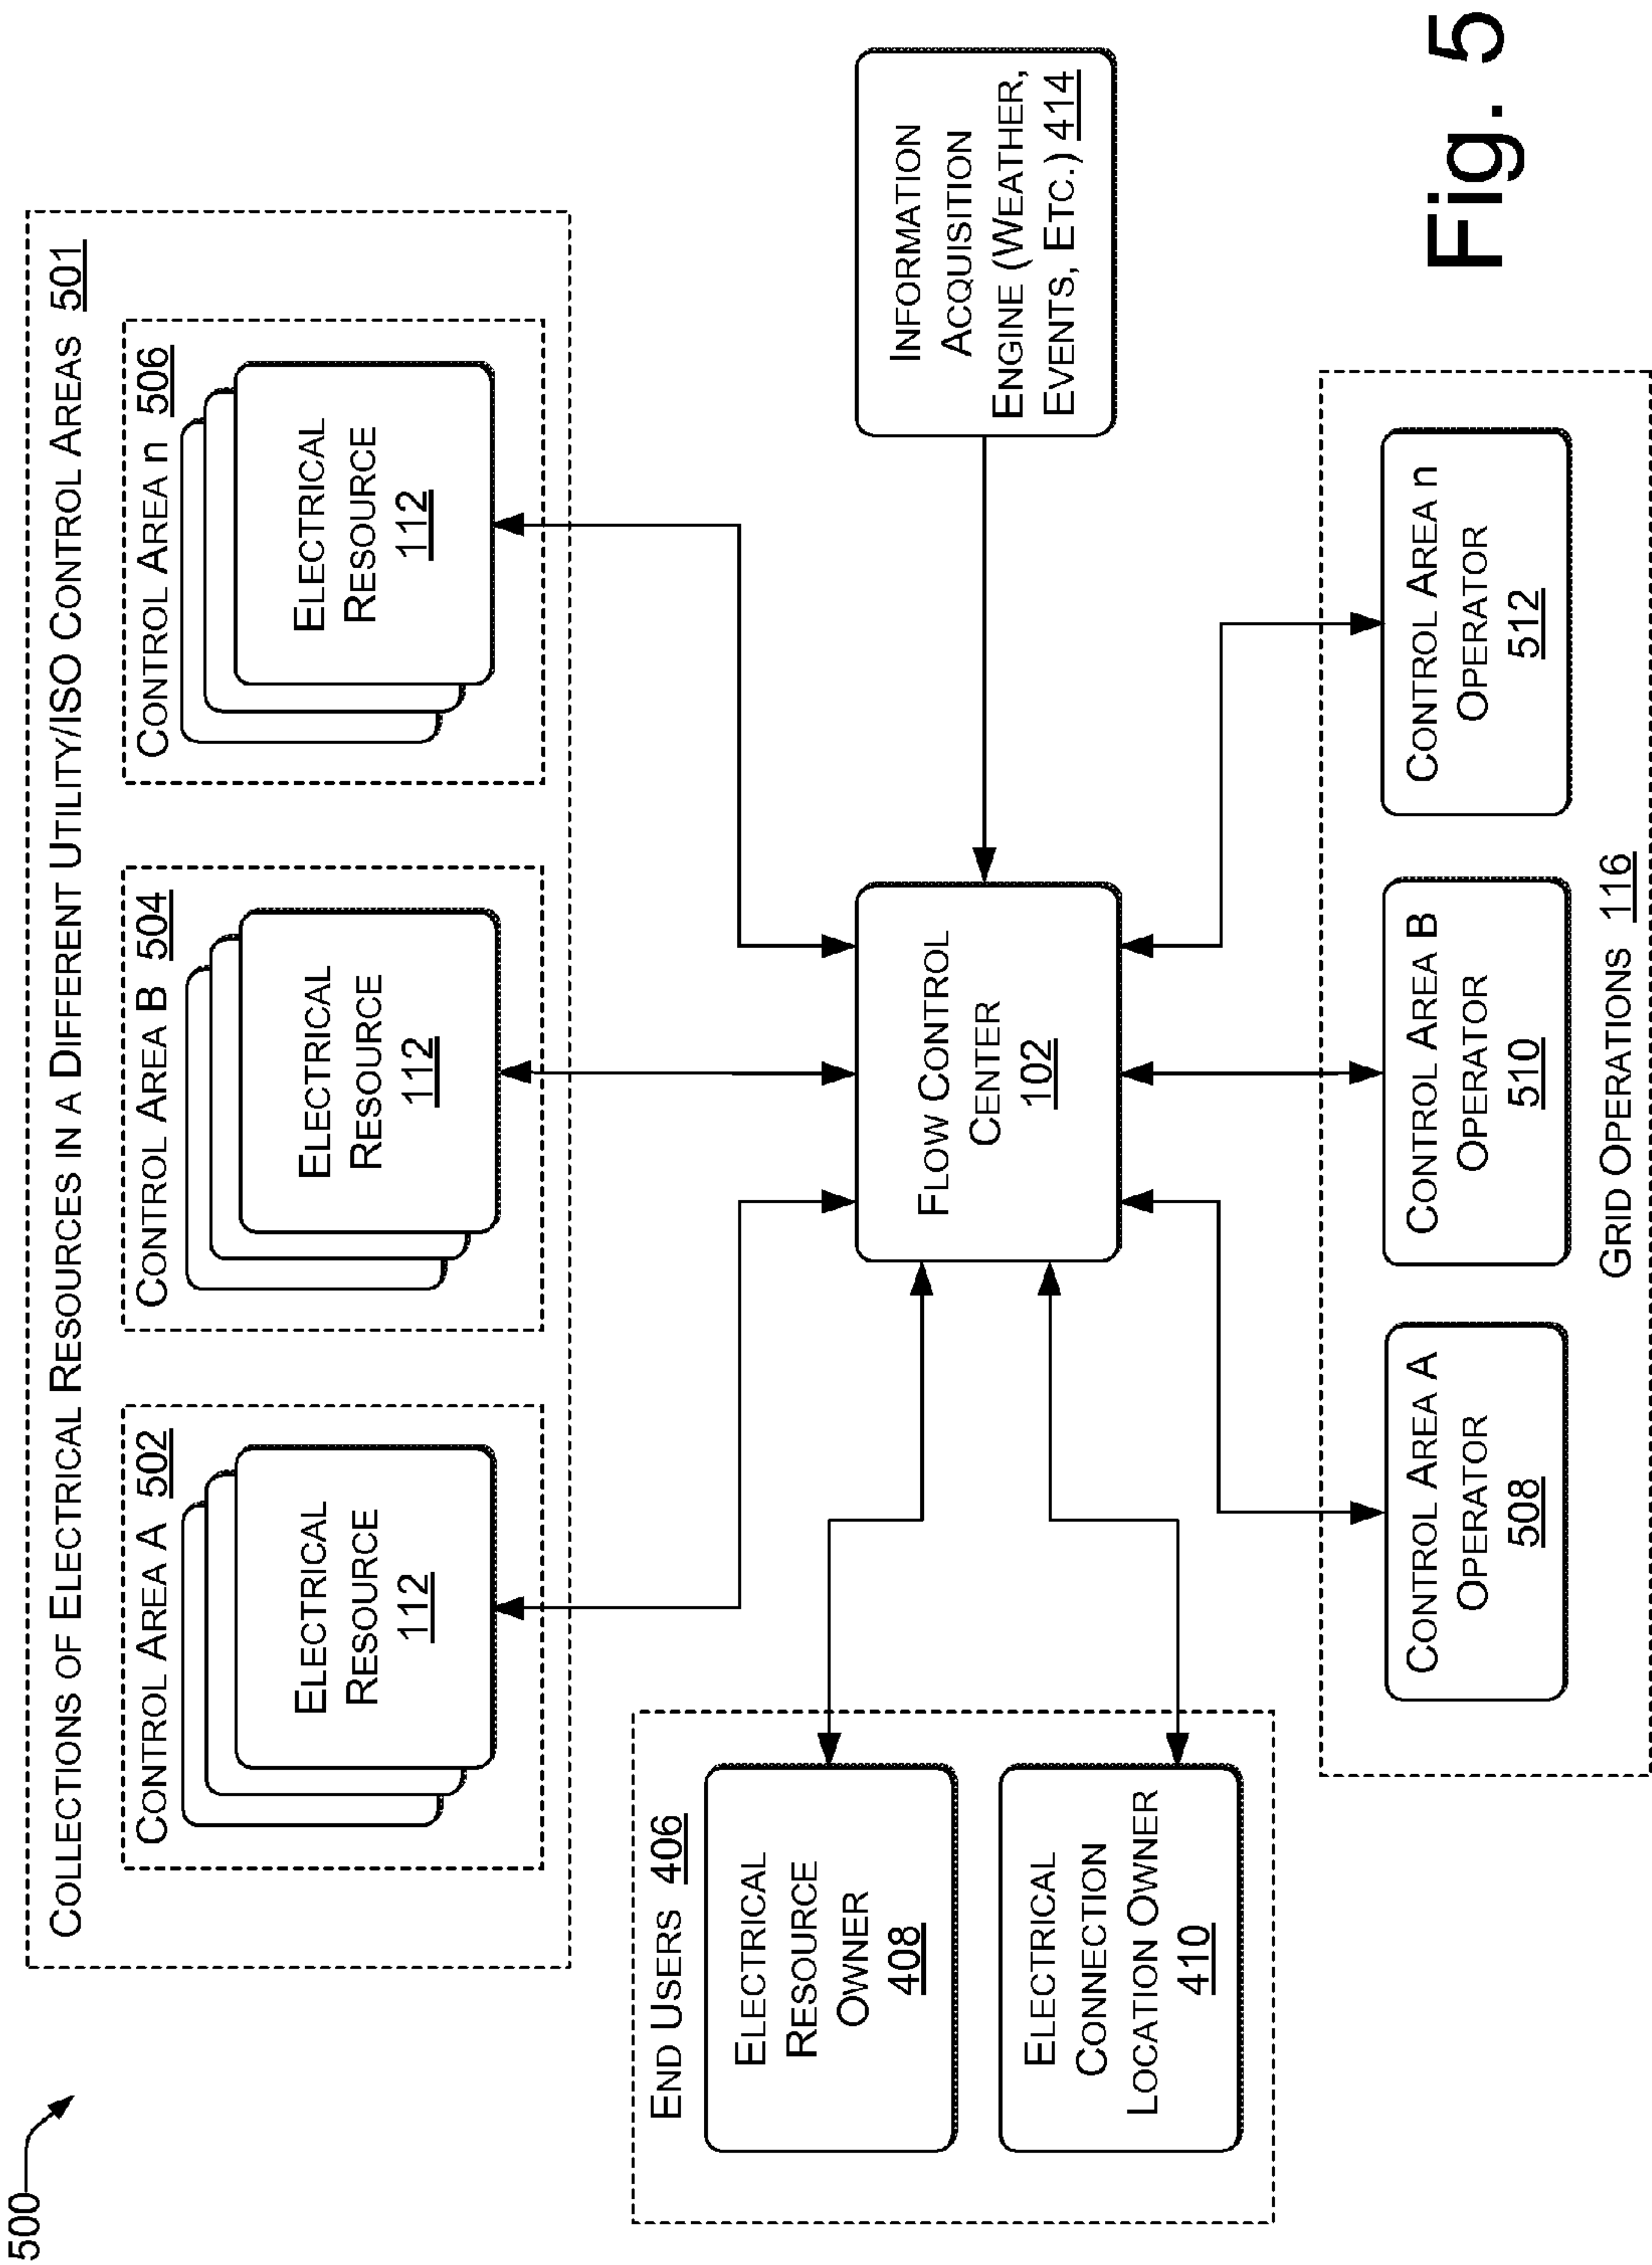 500
COLLECTIONS OF ELECTRICAL RESOURCES IN A DIFFERENT UTILITY/ISO CONTROL AREAS 501
CONTROL AREA A 502
ELECTRICAL
RESOURCE
112
CONTROL AREA B 504
ELECTRICAL
RESOURCE
112
CONTROL AREA n 506
ELECTRICAL
RESOURCE
112
END USERS 406
ELECTRICAL
RESOURCE
OWNER
408
ELECTRICAL
CONNECTION
LOCATION OWNER
410
FLOW CONTROL
CENTER
102
INFORMATION
ACQUISITION
ENGINE (WEATHER,
EVENTS, ETC.) 414
CONTROL AREA A
OPERATOR
508
CONTROL AREA B
OPERATOR
510
CONTROL AREA n
OPERATOR
512
GRID OPERATIONS 116
Fig. 5